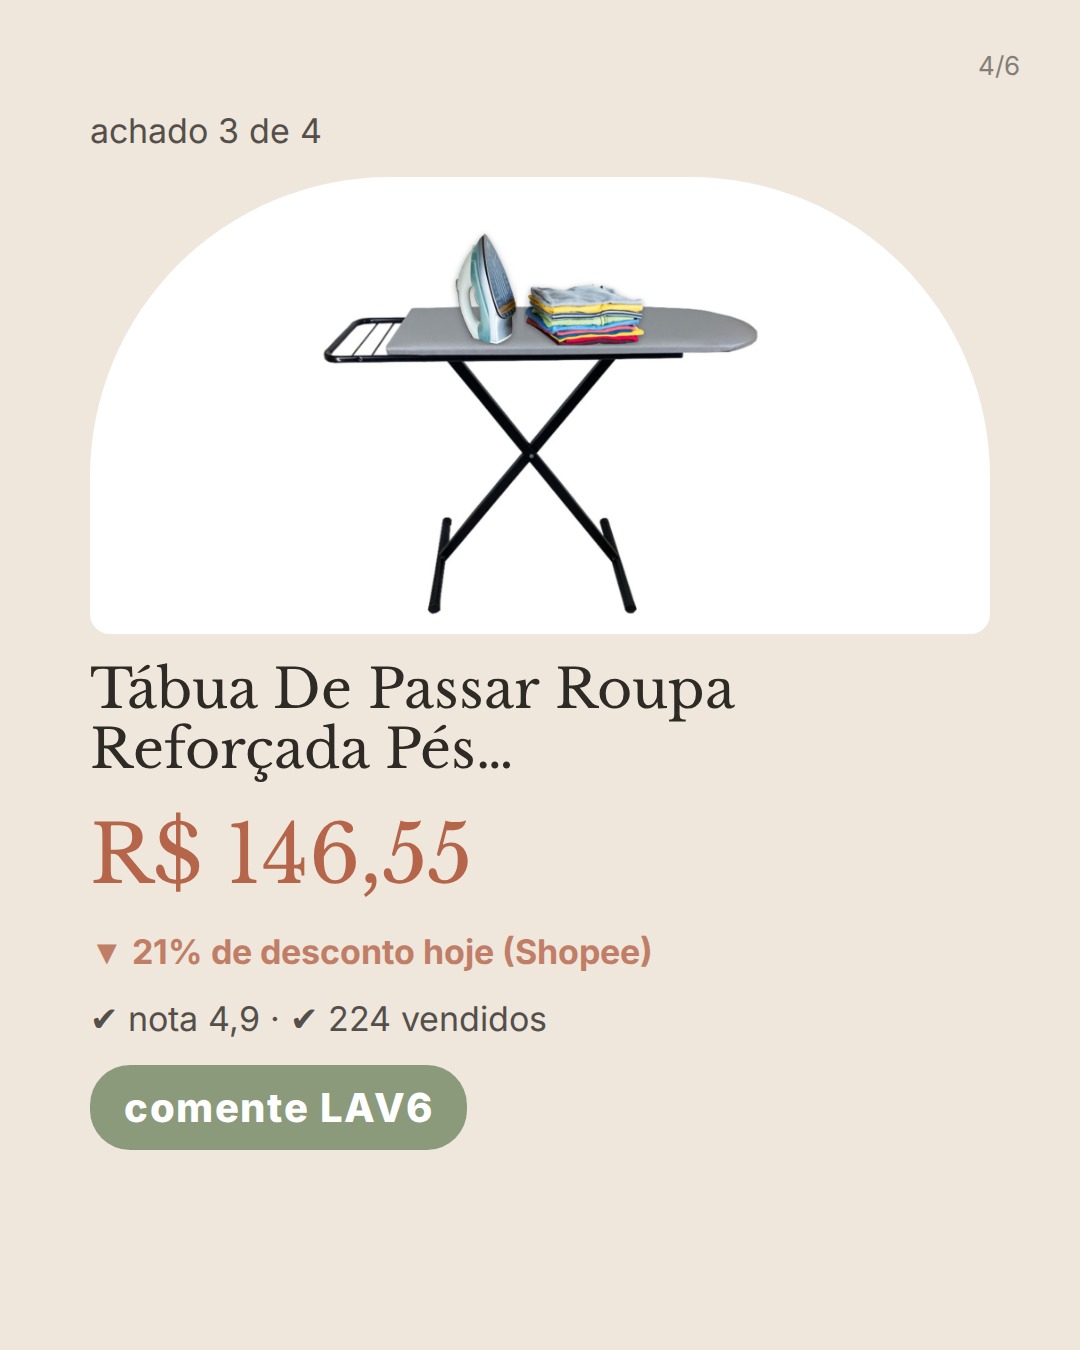 4/6
achado 3 de 4
Tábua De Passar Roupa
Reforçada Pés...
R$ 146,55
▼ 21% de desconto hoje (Shopee)
✔ nota 4,9 · ✔ 224 vendidos
comente LAV6